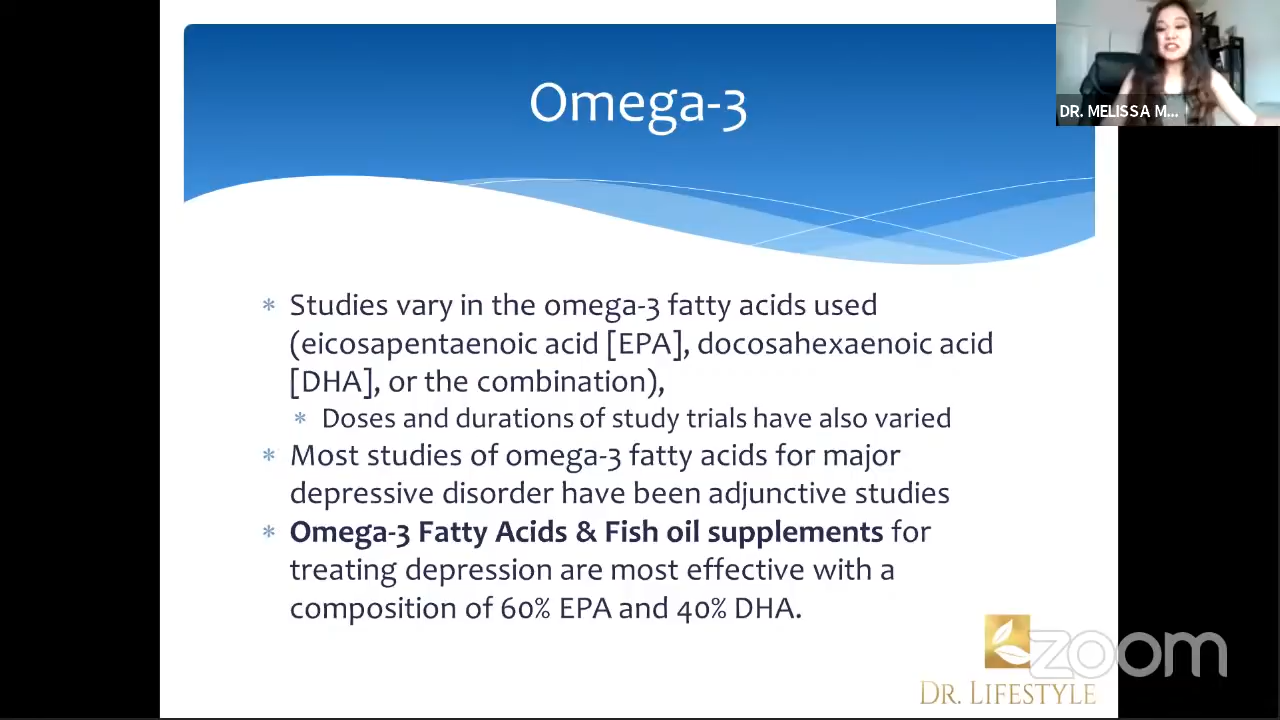 Omega-3
DR. MELISSA M...
* Studies vary in the omega-3 fatty acids used
(eicosapentaenoic acid [EPA], docosahexaenoic acid
[DHA], or the combination),
* Doses and durations of study trials have also varied
* Most studies of omega-3 fatty acids for major
depressive disorder have been adjunctive studies
* Omega-3 Fatty Acids & Fish oil supplements for
treating depression are most effective with a
composition of 60% EPA and 40% DHA.
zoom
DR. LIFESTYLE